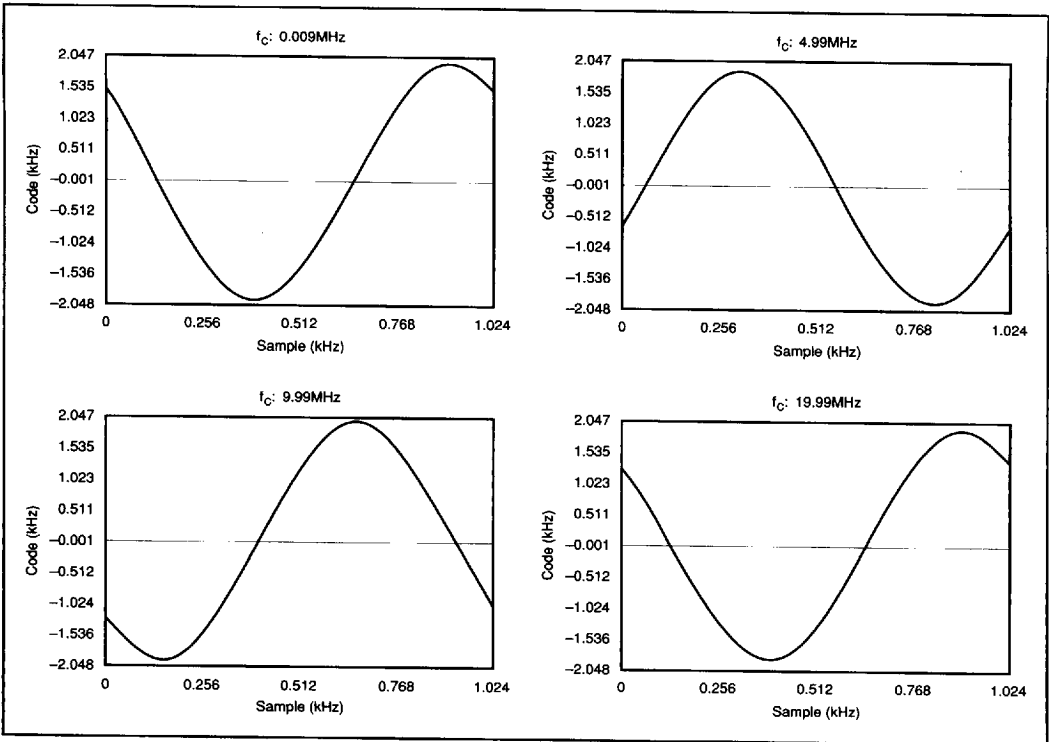 f_C: 0.009MHz
2.047
1.535
1.023
0.511
–0.001
–0.512
–1.024
–1.536
–2.048
Code (kHz)
0 0.256 0.512 0.768 1.024
Sample (kHz)
f_C: 4.99MHz
2.047
1.535
1.023
0.511
–0.001
–0.512
–1.024
–1.536
–2.048
Code (kHz)
0 0.256 0.512 0.768 1.024
Sample (kHz)
f_C: 9.99MHz
2.047
1.535
1.023
0.511
–0.001
–0.512
–1.024
–1.536
–2.048
Code (kHz)
0 0.256 0.512 0.768 1.024
Sample (kHz)
f_C: 19.99MHz
2.047
1.535
1.023
0.511
–0.001
–0.512
–1.024
–1.536
–2.048
Code (kHz)
0 0.256 0.512 0.768 1.024
Sample (kHz)